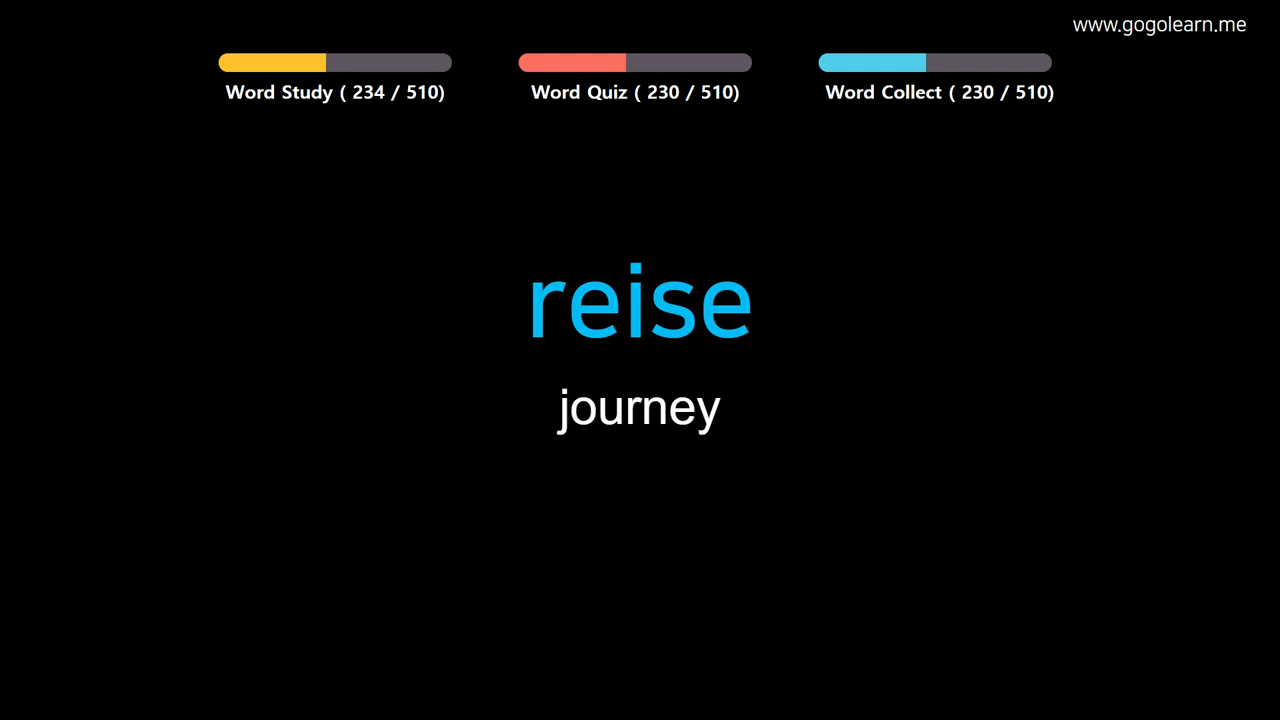 www.gogolearn.me
Word Study ( 234 / 510)
Word Quiz ( 230 / 510)
Word Collect ( 230 / 510)
reise
journey